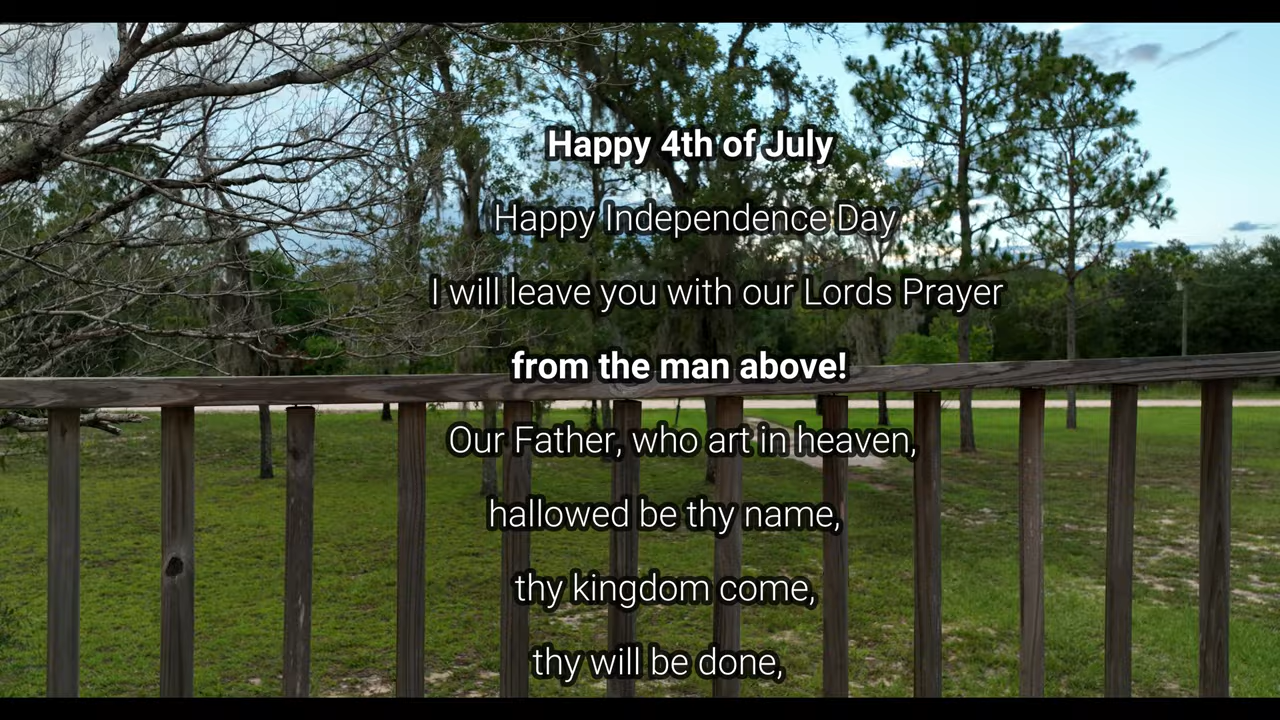 Happy 4th of July
Happy Independence Day
I will leave you with our Lords Prayer
from the man above!
Our Father, who art in heaven,
hallowed be thy name,
thy kingdom come,
thy will be done,